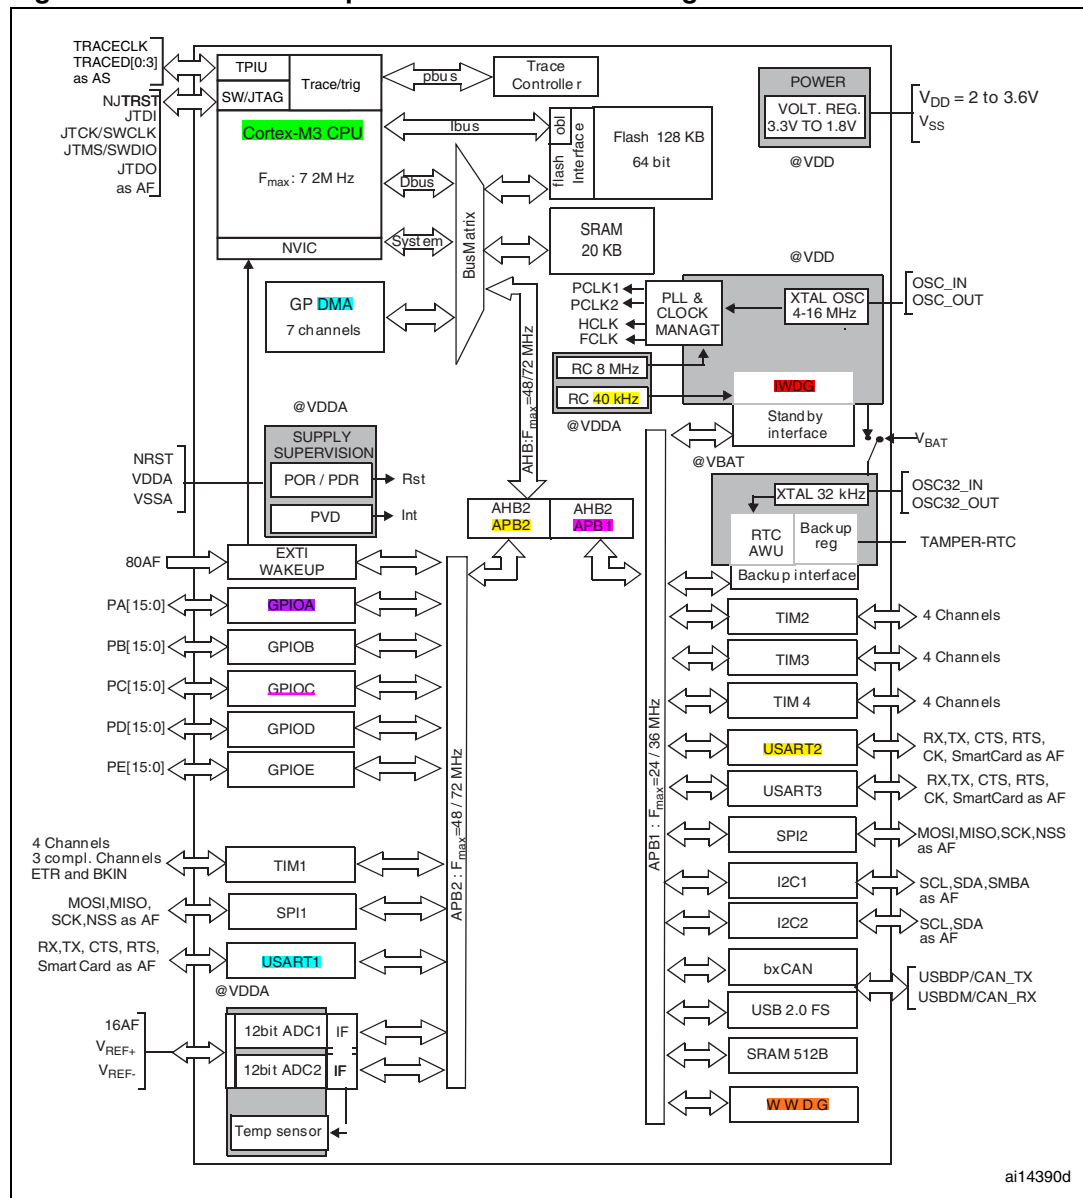 TRACECLK
TRACED[0:3]
as AS
TPIU
Trace/trig
SW/JTAG
pbus
Trace
Controller
NJTRST
JTDI
JTCK/SWCLK
JTMS/SWDIO
JTDO
as AF
Cortex-M3 CPU
Fmax: 7 2M Hz
NVIC
Ibus
Dbus
System
BusMatrix
obl
flash
Interface
Flash 128 KB
64 bit
SRAM
20 KB
POWER
VOLT. REG.
3.3V TO 1.8V
@VDD
VDD = 2 to 3.6V
VSS
GP DMA
7 channels
PCLK1
PCLK2
HCLK
FCLK
PLL &
CLOCK
MANAGT
@VDD
XTAL OSC
4-16 MHz
OSC_IN
OSC_OUT
RC 8 MHz
RC 40 kHz
@VDDA
IWDG
Stand by
interface
VBAT
@VBAT
AHB:Fmax=48/72 MHz
@VDDA
SUPPLY
SUPERVISION
POR / PDR
PVD
Rst
Int
NRST
VDDA
VSSA
AHB2
APB2
AHB2
APB1
XTAL 32 kHz
OSC32_IN
OSC32_OUT
RTC
AWU
Backup
reg
TAMPER-RTC
Backup interface
80AF
EXTI
WAKEUP
PA[15:0]
GPIOA
PB[15:0]
GPIOB
PC[15:0]
GPIOC
PD[15:0]
GPIOD
PE[15:0]
GPIOE
4 Channels
3 compl. Channels
ETR and BKIN
TIM1
MOSI,MISO,
SCK,NSS as AF
SPI1
RX,TX, CTS, RTS,
SmartCard as AF
USART1
@VDDA
16AF
VREF+
VREF-
12bit ADC1
IF
12bit ADC2
IF
Temp sensor
APB2 : Fmax=48 / 72 MHz
APB1 : Fmax=24 / 36 MHz
TIM2
4 Channels
TIM3
4 Channels
TIM 4
4 Channels
USART2
RX,TX, CTS, RTS,
CK, SmartCard as AF
USART3
RX,TX, CTS, RTS,
CK, SmartCard as AF
SPI2
MOSI,MISO,SCK,NSS
as AF
I2C1
SCL,SDA,SMBA
as AF
I2C2
SCL,SDA
as AF
bxCAN
USBDP/CAN_TX
USBDM/CAN_RX
USB 2.0 FS
SRAM 512B
W W D G
ai14390d